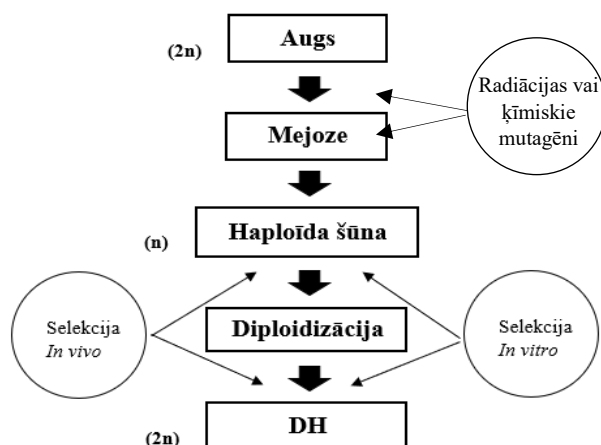 (2n)
Augs
Radiācijas vai
ķīmiskie
mutagēni
Mejoze
(n)
Haploīda šūna
Selekcija
In vivo
Diploidizācija
Selekcija
In vitro
(2n)
DH